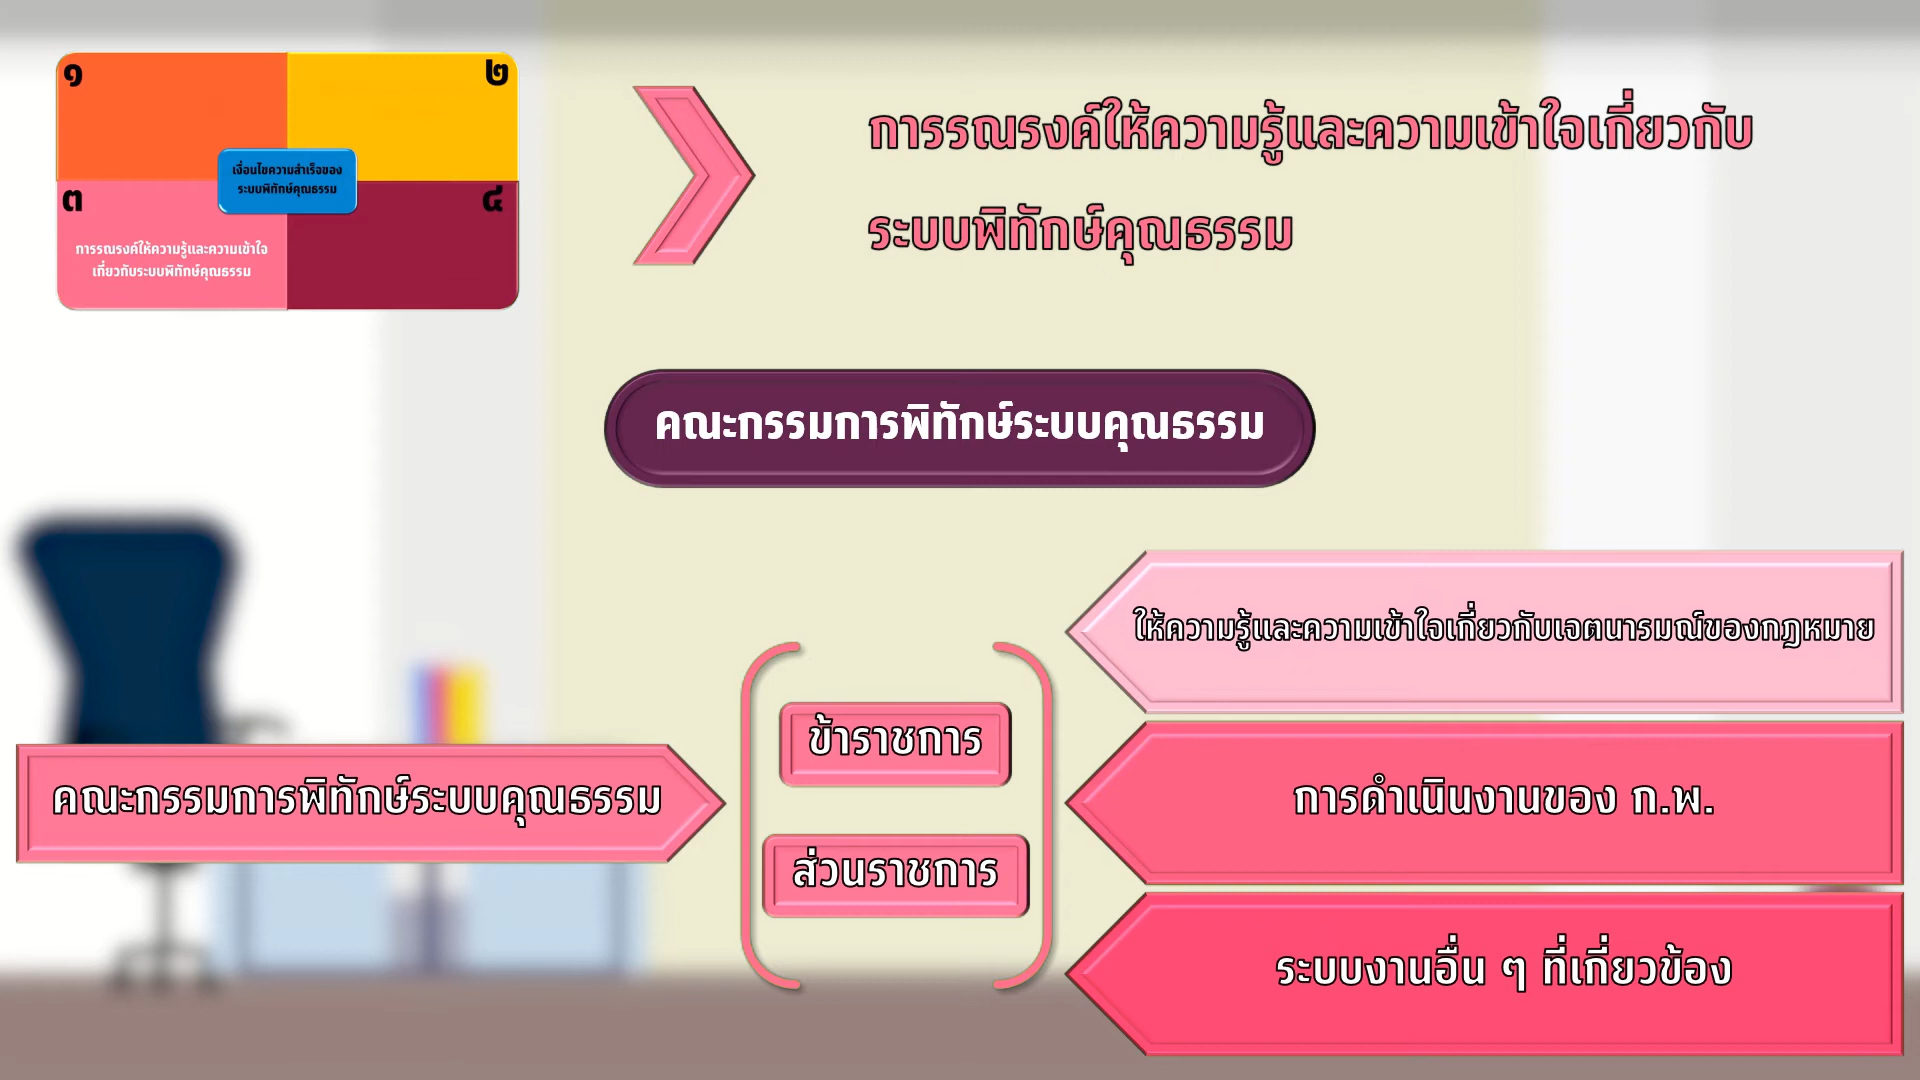 ๑
๒
เงื่อนไขความสำเร็จของ
ระบบพิทักษ์คุณธรรม
๓
๔
การรณรงค์ให้ความรู้และความเข้าใจ
เกี่ยวกับระบบพิทักษ์คุณธรรม
การรณรงค์ให้ความรู้และความเข้าใจเกี่ยวกับ
ระบบพิทักษ์คุณธรรม
คณะกรรมการพิทักษ์ระบบคุณธรรม
คณะกรรมการพิทักษ์ระบบคุณธรรม
ข้าราชการ
ส่วนราชการ
ให้ความรู้และความเข้าใจเกี่ยวกับเจตนารมณ์ของกฎหมาย
การดำเนินงานของ ก.พ.
ระบบงานอื่น ๆ ที่เกี่ยวข้อง